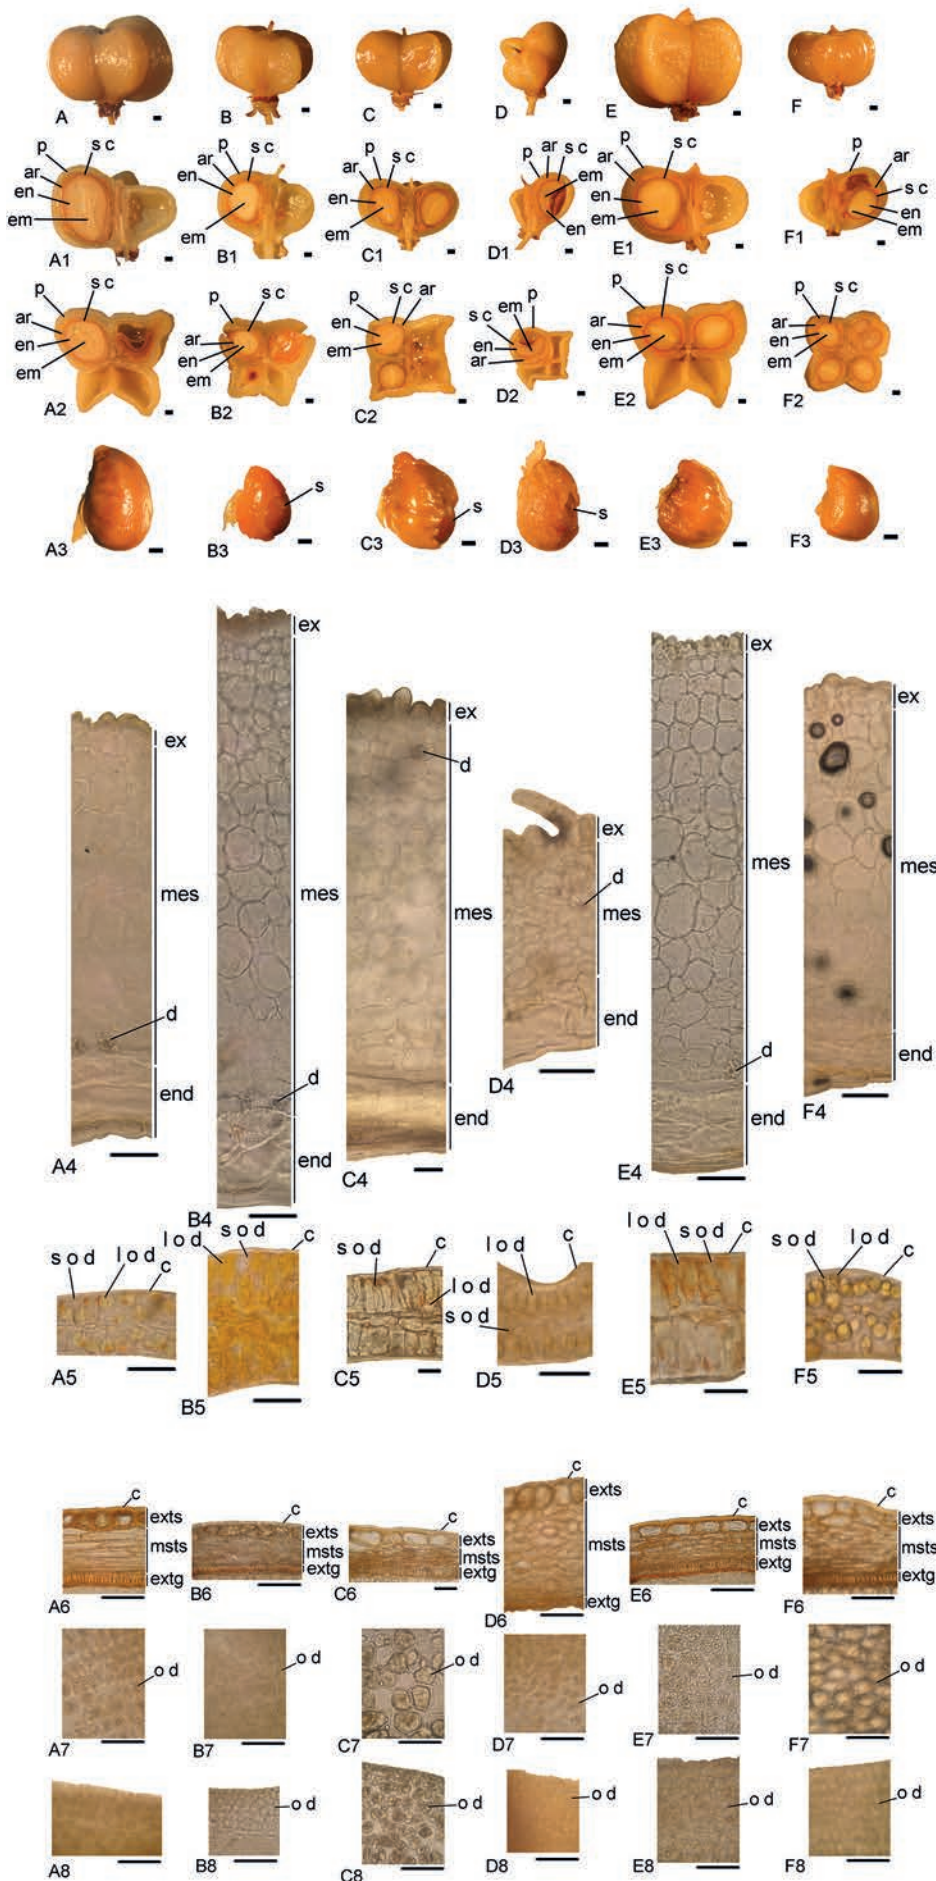 A B C D E F
p s c p s c p s c p ar s c p s c p
ar ar ar em ar ar
en en en s c
em em em en en en
em em
A1 B1 C1 D1 E1 F1
p s c p s c s c ar em p p s c p s c
ar ar en s c ar ar
en en em en en en
em em ar em em
A2 B2 C2 D2 E2 F2
s s s
A3 B3 C3 D3 E3 F3
ex ex ex ex ex ex
mes mes mes mes mes mes
d d d d d
end end end end end end
A4 B4 C4 D4 E4 F4
s o d l o d c l o d s o d c s o d l o d c l o d s o d c l o d s o d c s o d l o d c
A5 B5 C5 D5 E5 F5
c c c c c c
exts exts exts exts exts exts
msts msts msts msts msts msts
extg extg extg extg extg extg
A6 B6 C6 D6 E6 F6
o d o d o d o d o d o d
A7 B7 C7 D7 E7 F7
o d o d o d o d o d
A8 B8 C8 D8 E8 F8